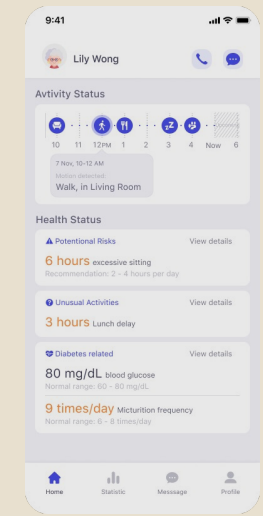 9:41
Lily Wong
Avtivity Status
10 11 12PM 1 2 3 4 Now 6
7 Nov, 10-12 AM
Motion detected:
Walk, in Living Room
Health Status
Potential Risks View details
6 hours excessive sitting
Recommendation: 2 - 4 hours per day
Unusual Activities View details
3 hours Lunch delay
Diabetes related View details
80 mg/dL blood glucose
Normal range: 60 - 80 mg/dL
9 times/day Micturition frequency
Normal range: 6 - 8 times/day
Home Statistic Messsage Profile